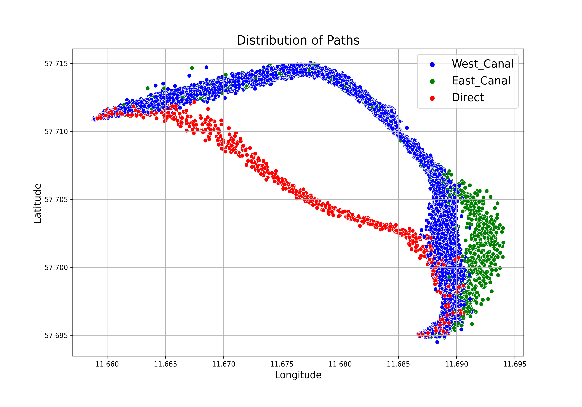 Distribution of Paths
West_Canal
East_Canal
Direct
57.715
57.710
57.705
57.700
57.695
Latitude
11.660 11.665 11.670 11.675 11.680 11.685 11.690 11.695
Longitude